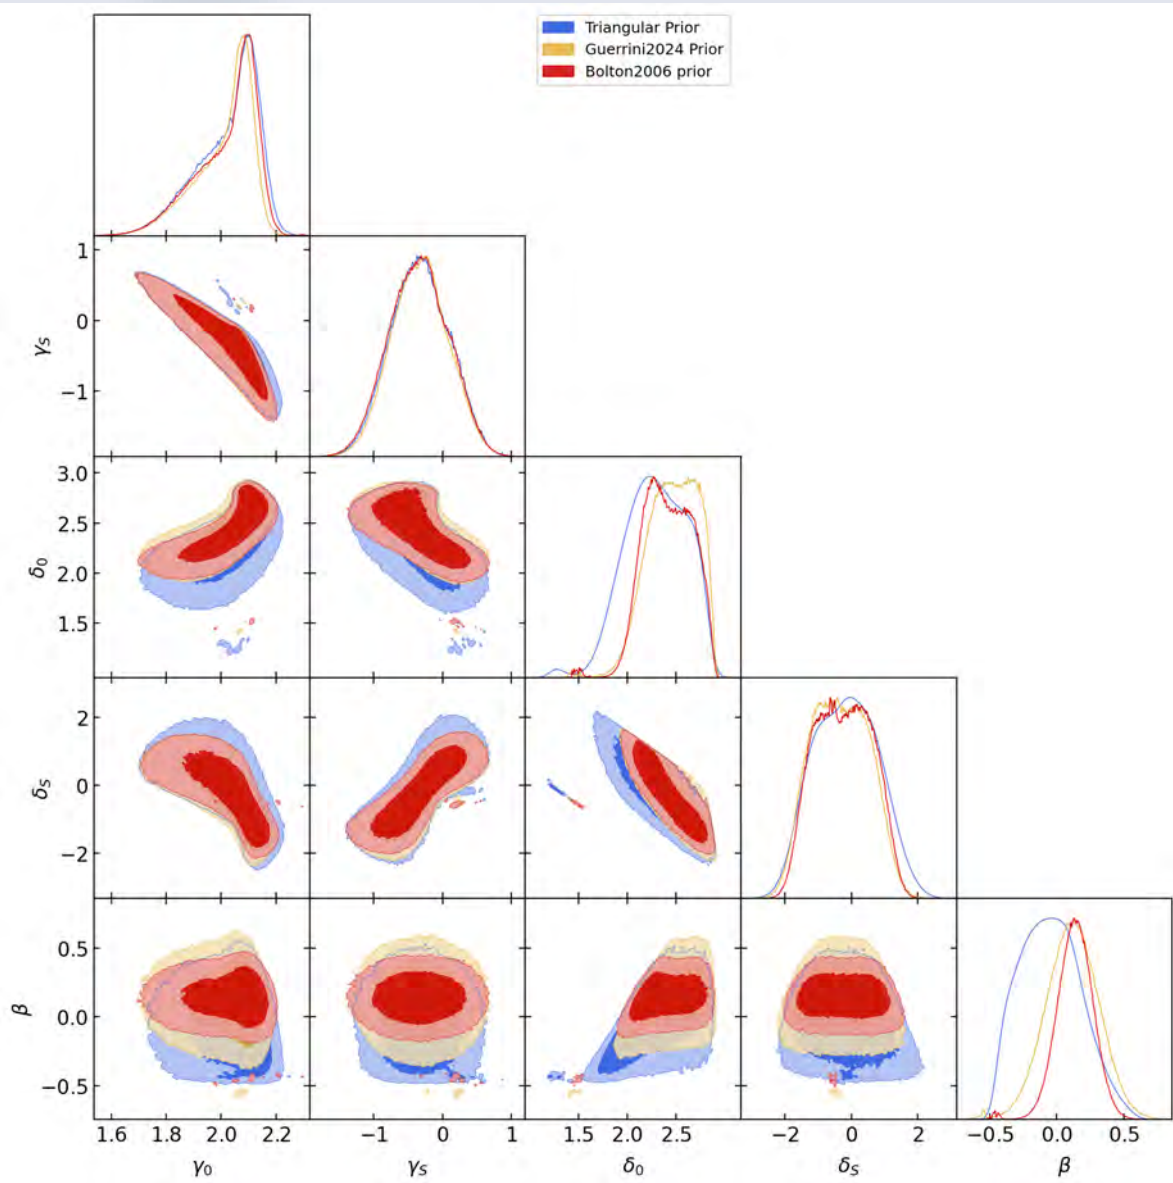 Triangular Prior
Guerrini2024 Prior
Bolton2006 prior
1
0
−1
γS
3.0
2.5
2.0
1.5
δ0
2
0
−2
δS
0.5
0.0
−0.5
β
1.6 1.8 2.0 2.2 −1 0 1 1.5 2.0 2.5 −2 0 2 −0.5 0.0 0.5
γ0 γS δ0 δS β